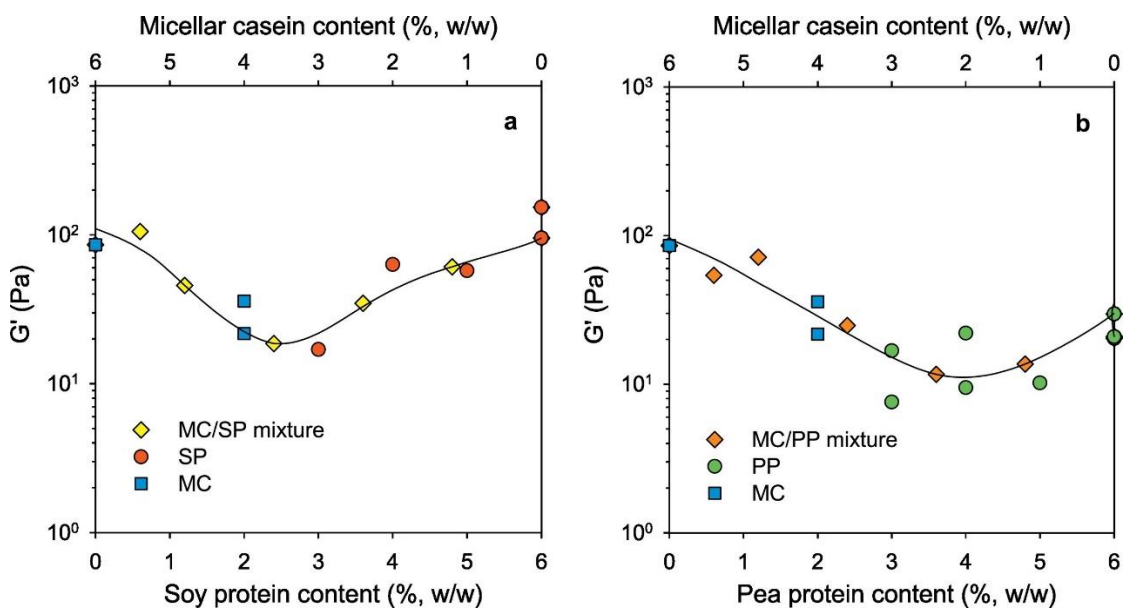 Micellar casein content (%, w/w)
6 5 4 3 2 1 0
10³
a
10²
G' (Pa)
10¹
MC/SP mixture
SP
MC
10⁰
0 1 2 3 4 5 6
Soy protein content (%, w/w)
Micellar casein content (%, w/w)
6 5 4 3 2 1 0
10³
b
10²
G' (Pa)
10¹
MC/PP mixture
PP
MC
10⁰
0 1 2 3 4 5 6
Pea protein content (%, w/w)